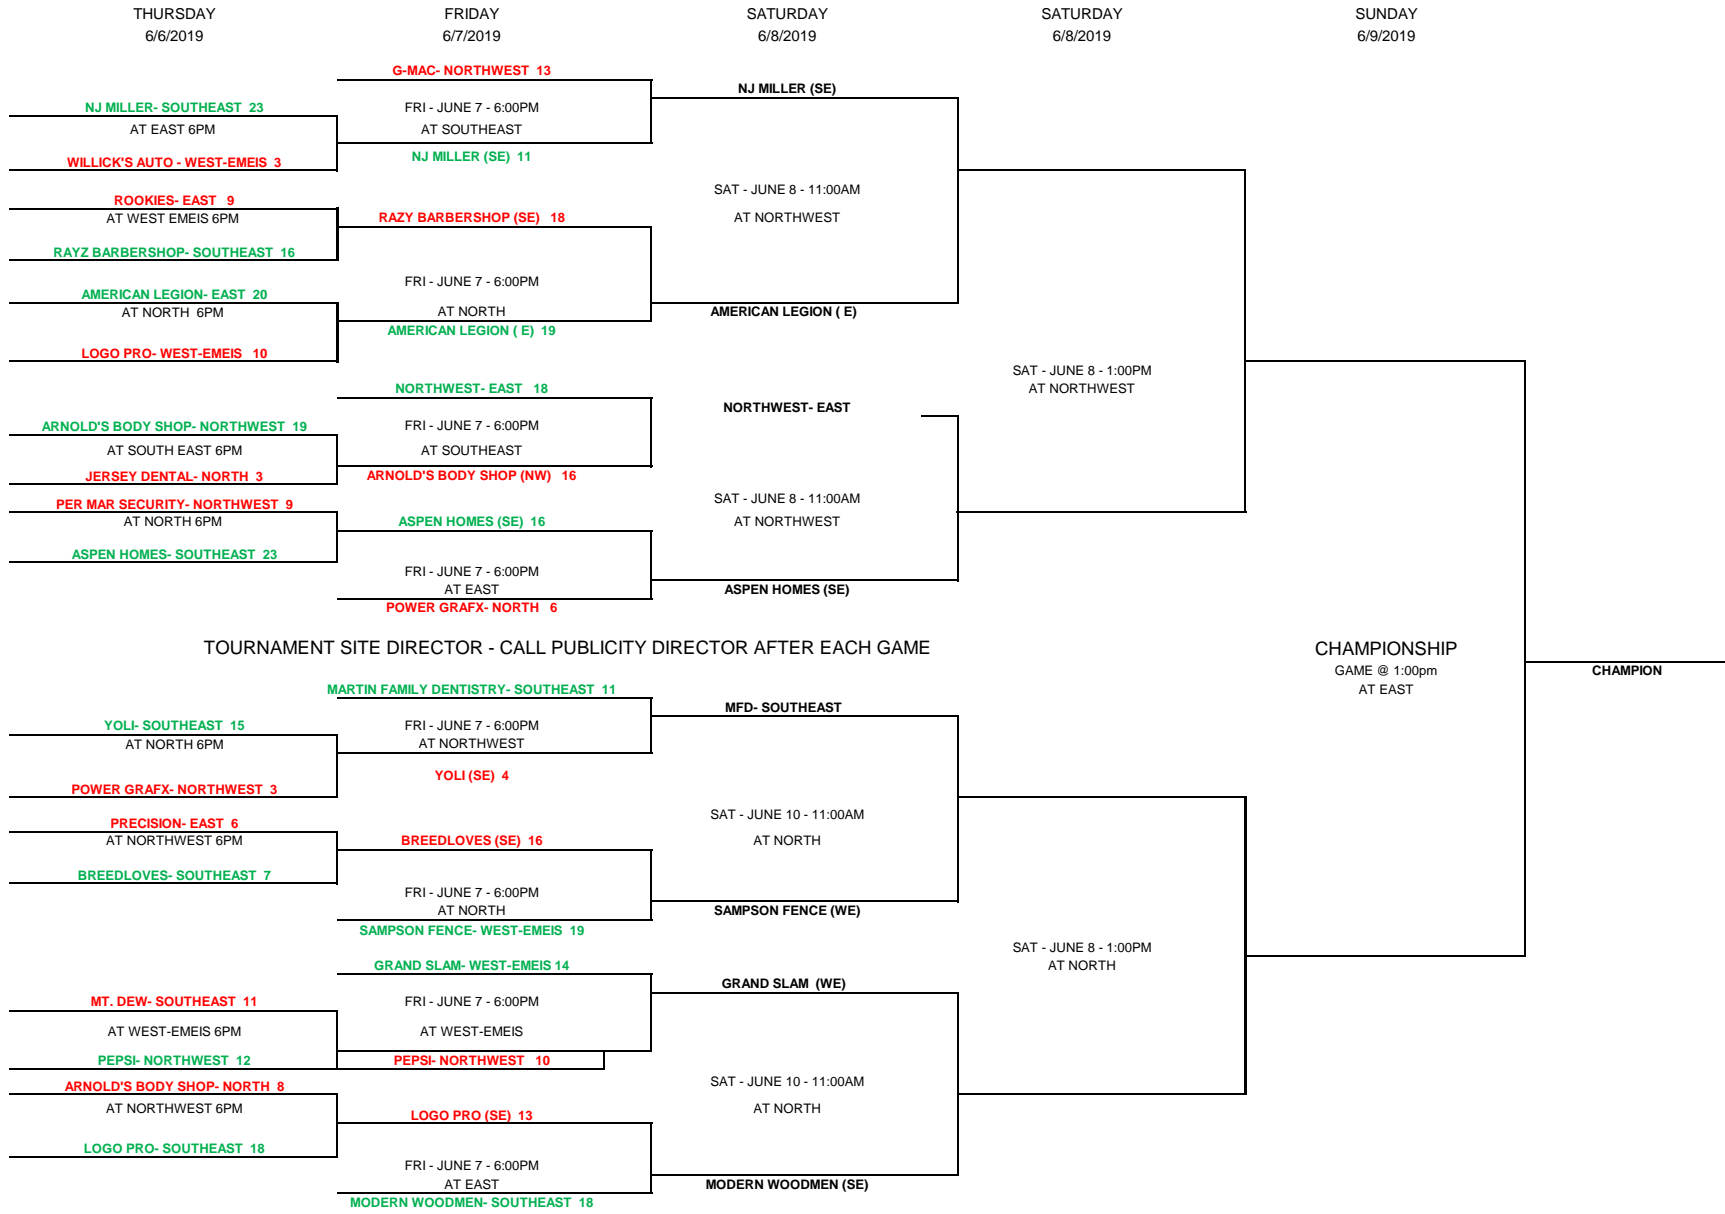 THURSDAY FRIDAY SATURDAY SATURDAY SUNDAY
6/6/2019 6/7/2019 6/8/2019 6/8/2019 6/9/2019
G-MAC- NORTHWEST 13
NJ MILLER (SE)
NJ MILLER- SOUTHEAST 23 FRI - JUNE 7 - 6:00PM
AT EAST 6PM AT SOUTHEAST
NJ MILLER (SE) 11
WILLICK'S AUTO - WEST-EMEIS 3
SAT - JUNE 8 - 11:00AM
ROOKIES- EAST 9
AT WEST EMEIS 6PM RAZY BARBERSHOP (SE) 18 AT NORTHWEST
RAYZ BARBERSHOP- SOUTHEAST 16
FRI - JUNE 7 - 6:00PM
AMERICAN LEGION- EAST 20
AT NORTH 6PM AT NORTH AMERICAN LEGION ( E)
AMERICAN LEGION ( E) 19
LOGO PRO- WEST-EMEIS 10
SAT - JUNE 8 - 1:00PM
NORTHWEST- EAST 18 AT NORTHWEST
NORTHWEST- EAST
ARNOLD'S BODY SHOP- NORTHWEST 19 FRI - JUNE 7 - 6:00PM
AT SOUTH EAST 6PM AT SOUTHEAST
JERSEY DENTAL- NORTH 3 ARNOLD'S BODY SHOP (NW) 16
SAT - JUNE 8 - 11:00AM
PER MAR SECURITY- NORTHWEST 9
AT NORTH 6PM ASPEN HOMES (SE) 16 AT NORTHWEST
ASPEN HOMES- SOUTHEAST 23
FRI - JUNE 7 - 6:00PM
AT EAST ASPEN HOMES (SE)
POWER GRAFX- NORTH 6
TOURNAMENT SITE DIRECTOR - CALL PUBLICITY DIRECTOR AFTER EACH GAME CHAMPIONSHIP
GAME @ 1:00pm CHAMPION
AT EAST
MARTIN FAMILY DENTISTRY- SOUTHEAST 11
MFD- SOUTHEAST
YOLI- SOUTHEAST 15 FRI - JUNE 7 - 6:00PM
AT NORTH 6PM AT NORTHWEST
YOLI (SE) 4
POWER GRAFX- NORTHWEST 3
SAT - JUNE 10 - 11:00AM
PRECISION- EAST 6
AT NORTHWEST 6PM BREEDLOVES (SE) 16 AT NORTH
BREEDLOVES- SOUTHEAST 7
FRI - JUNE 7 - 6:00PM
AT NORTH SAMPSON FENCE (WE)
SAMPSON FENCE- WEST-EMEIS 19
SAT - JUNE 8 - 1:00PM
GRAND SLAM- WEST-EMEIS 14 AT NORTH
GRAND SLAM (WE)
MT. DEW- SOUTHEAST 11 FRI - JUNE 7 - 6:00PM
AT WEST-EMEIS 6PM AT WEST-EMEIS
PEPSI- NORTHWEST 12 PEPSI- NORTHWEST 10
SAT - JUNE 10 - 11:00AM
ARNOLD'S BODY SHOP- NORTH 8
AT NORTHWEST 6PM LOGO PRO (SE) 13 AT NORTH
LOGO PRO- SOUTHEAST 18
FRI - JUNE 7 - 6:00PM
AT EAST MODERN WOODMEN (SE)
MODERN WOODMEN- SOUTHEAST 18